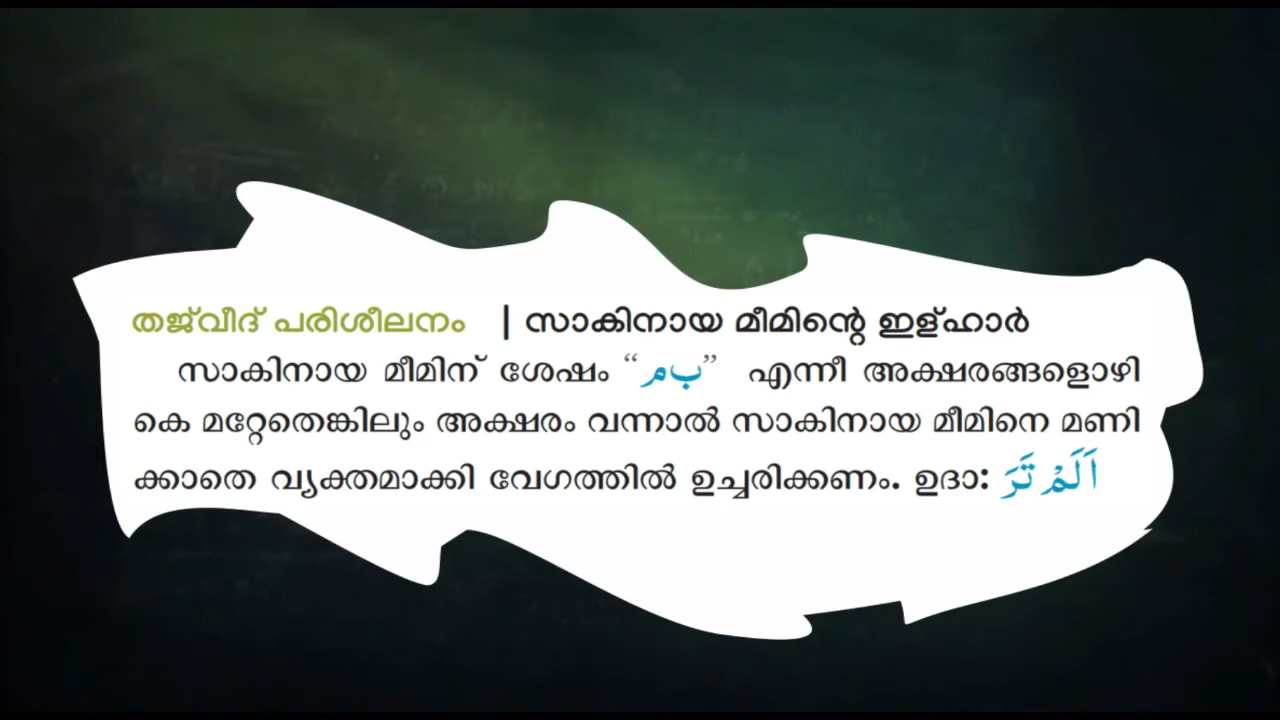 തജ്‌വീദ് പരിശീലനം | സാകിനായ മീമിന്റെ ഇള്ഹാർ
സാകിനായ മീമിന് ശേഷം “ب م” എന്നീ അക്ഷരങ്ങളൊഴി
കെ മറ്റേതെങ്കിലും അക്ഷരം വന്നാൽ സാകിനായ മീമിനെ മണി
ക്കാതെ വ്യക്തമാക്കി വേഗത്തിൽ ഉച്ചരിക്കണം. ഉദാ: اَلَمْ تَرَ